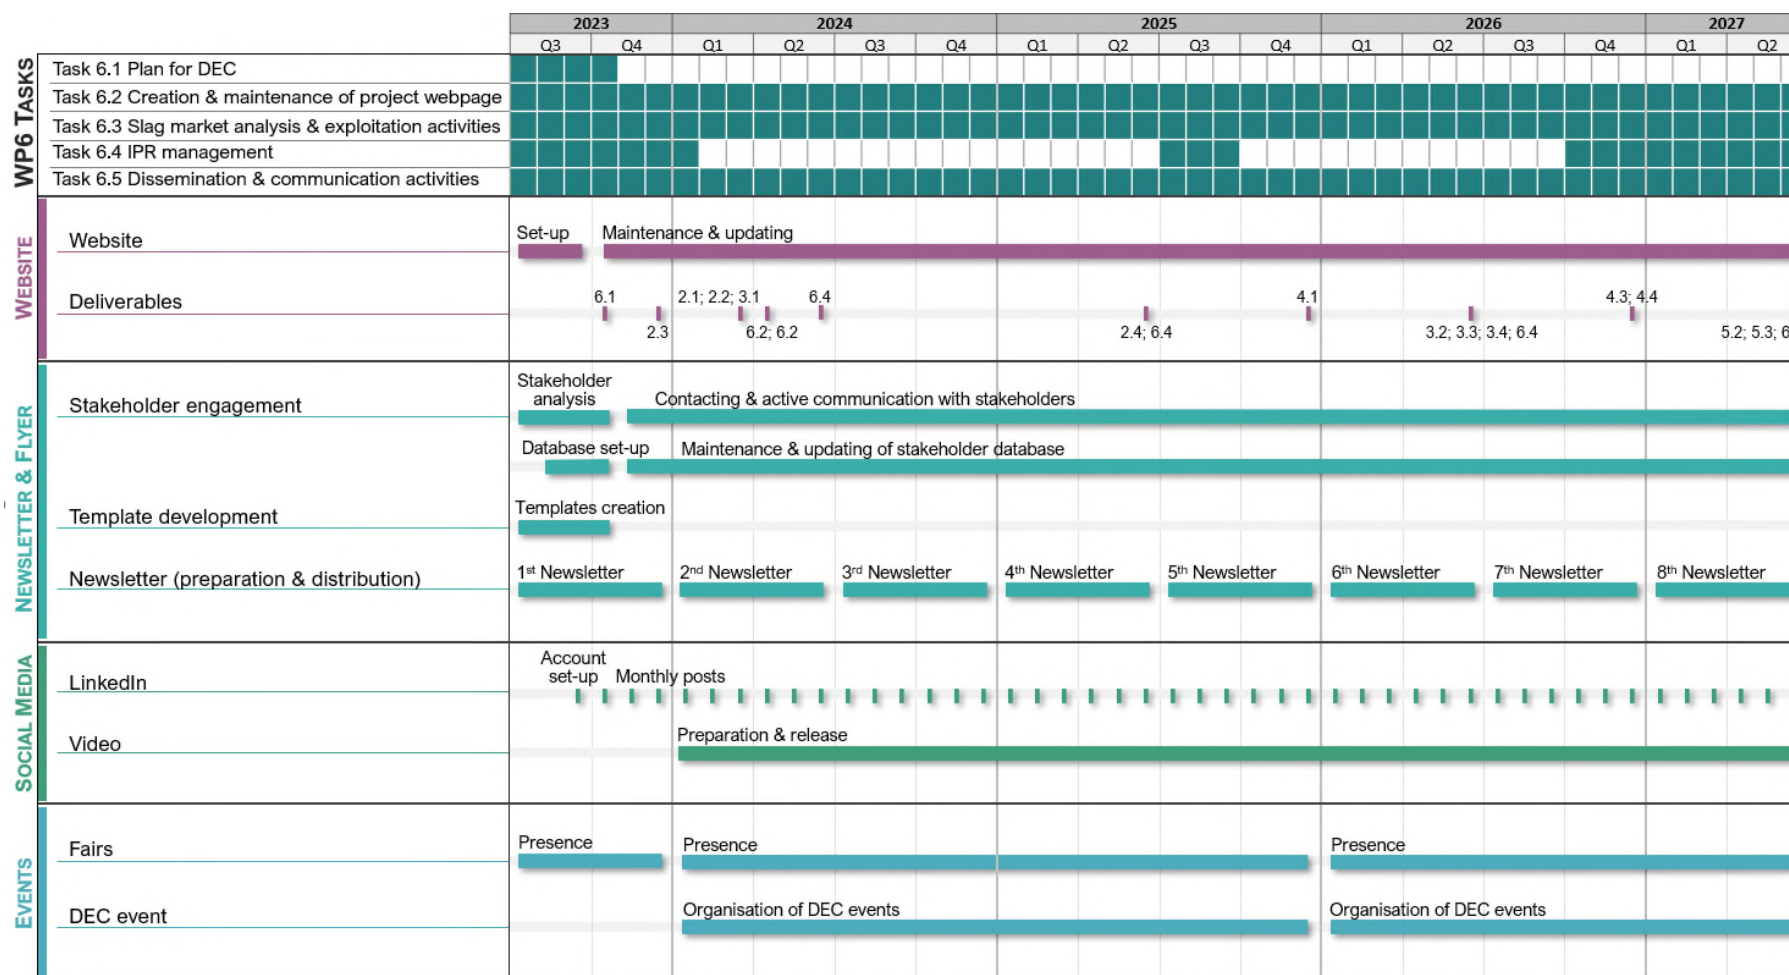 2023 2024 2025 2026 2027
Q3 Q4 Q1 Q2 Q3 Q4 Q1 Q2 Q3 Q4 Q1 Q2 Q3 Q4 Q1 Q2
WP6 TASKS
Task 6.1 Plan for DEC
Task 6.2 Creation & maintenance of project webpage
Task 6.3 Slag market analysis & exploitation activities
Task 6.4 IPR management
Task 6.5 Dissemination & communication activities
WEBSITE
Website
Set-up Maintenance & updating
Deliverables
6.1 2.1; 2.2; 3.1 6.4 4.1 4.3; 4.4
2.3 6.2; 6.2 2.4; 6.4 3.2; 3.3; 3.4; 6.4 5.2; 5.3; 6
NEWSLETTER & FLYER
Stakeholder engagement
Stakeholder
analysis
Contacting & active communication with stakeholders
Database set-up Maintenance & updating of stakeholder database
Template development
Templates creation
Newsletter (preparation & distribution)
1st Newsletter 2nd Newsletter 3rd Newsletter 4th Newsletter 5th Newsletter 6th Newsletter 7th Newsletter 8th Newsletter
SOCIAL MEDIA
LinkedIn
Account
set-up Monthly posts
Video
Preparation & release
EVENTS
Fairs
Presence Presence Presence
DEC event
Organisation of DEC events Organisation of DEC events